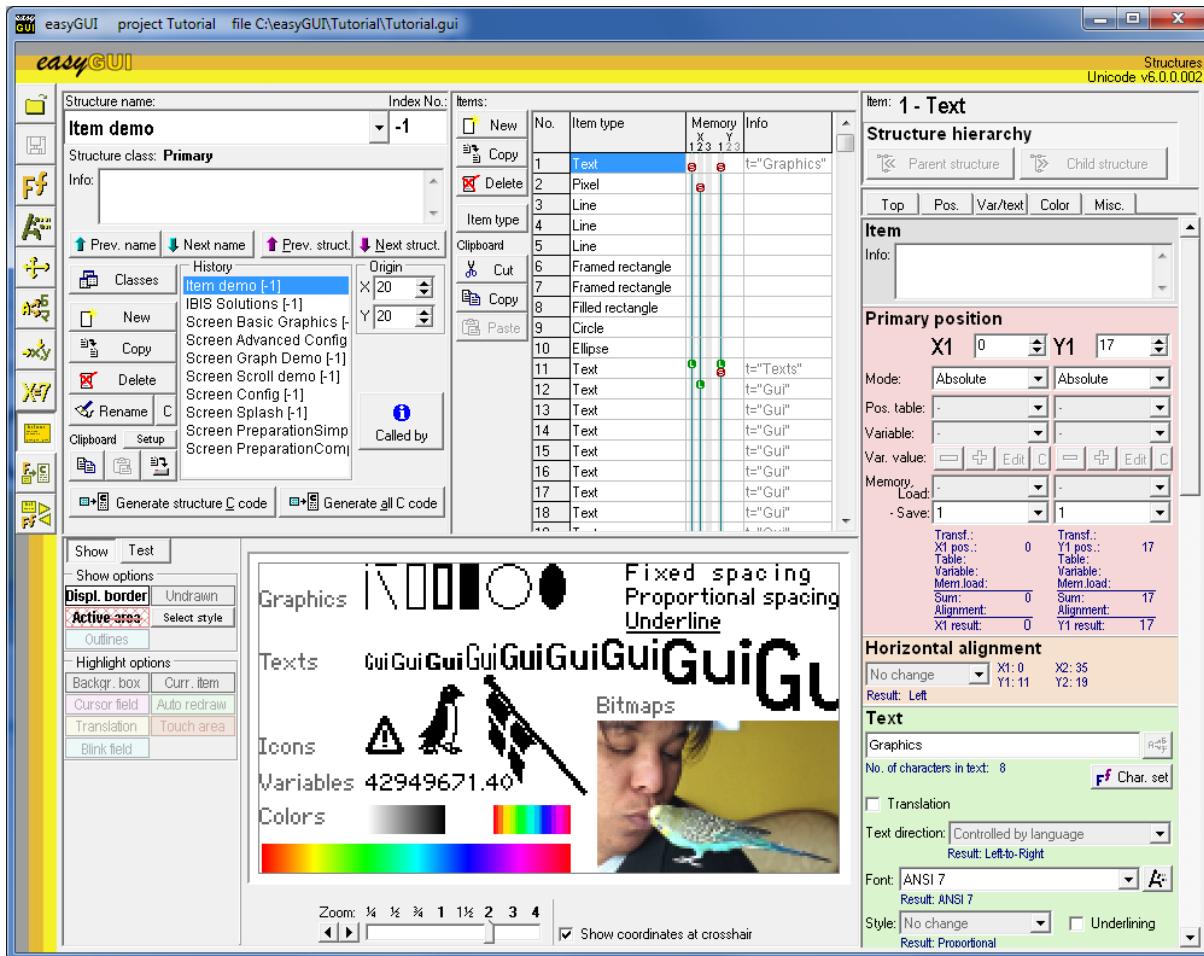 easyGUI project Tutorial file C:\easyGUI\Tutorial\Tutorial.gui
easyGUI
Structures
Unicode v6.0.0.002
Structure name:
Index No.:
Item demo
-1
Structure class: Primary
Info:
Prev. name
Next name
Prev. struct.
Next struct.
Classes
New
Copy
Delete
Rename
C
Clipboard
Setup
History
Item demo [-1]
IBIS Solutions [-1]
Screen Basic Graphics [-
Screen Advanced Config
Screen Graph Demo [-1]
Screen Scroll demo [-1]
Screen Config [-1]
Screen Splash [-1]
Screen PreparationSimp
Screen PreparationComp
Origin
X 20
Y 20
Called by
Generate structure C code
Generate all C code
Items:
New
Copy
Delete
Item type
Clipboard
Cut
Copy
Paste
No. Item type Memory Info
X Y
1 2 3 1 2 3
1 Text t="Graphics"
2 Pixel
3 Line
4 Line
5 Line
6 Framed rectangle
7 Framed rectangle
8 Filled rectangle
9 Circle
10 Ellipse
11 Text t="Texts"
12 Text t="Gui"
13 Text t="Gui"
14 Text t="Gui"
15 Text t="Gui"
16 Text t="Gui"
17 Text t="Gui"
18 Text t="Gui"
Item: 1 - Text
Structure hierarchy
Parent structure
Child structure
Top Pos. Var/text Color Misc.
Item
Info:
Primary position
X1 0 Y1 17
Mode: Absolute Absolute
Pos. table: - -
Variable: - -
Var. value: Edit C Edit C
Memory,
Load: - -
- Save: 1 1
Transf.: Transf.:
X1 pos.: 0 Y1 pos.: 17
Table: Table:
Variable: Variable:
Mem.load: Mem.load:
Sum: 0 Sum: 17
Alignment: Alignment:
X1 result: 0 Y1 result: 17
Horizontal alignment
No change
X1: 0 X2: 35
Y1: 11 Y2: 19
Result: Left
Text
Graphics
No. of characters in text: 8
Char. set
Translation
Text direction: Controlled by language
Result: Left-to-Right
Font: ANSI 7
Result: ANSI 7
Style: No change
Underlining
Result: Proportional
Show Test
Show options
Displ. border
Undrawn
Active area
Select style
Outlines
Highlight options
Backgr. box
Curr. item
Cursor field
Auto redraw
Translation
Touch area
Blink field
Graphics
Fixed spacing
Proportional spacing
Underline
Texts
Gui Gui Gui Gui Gui Gui Gui Gui Gu
Bitmaps
Icons
Variables 42949671.40
Colors
Zoom: ¼ ½ ¾ 1 1½ 2 3 4
Show coordinates at crosshair